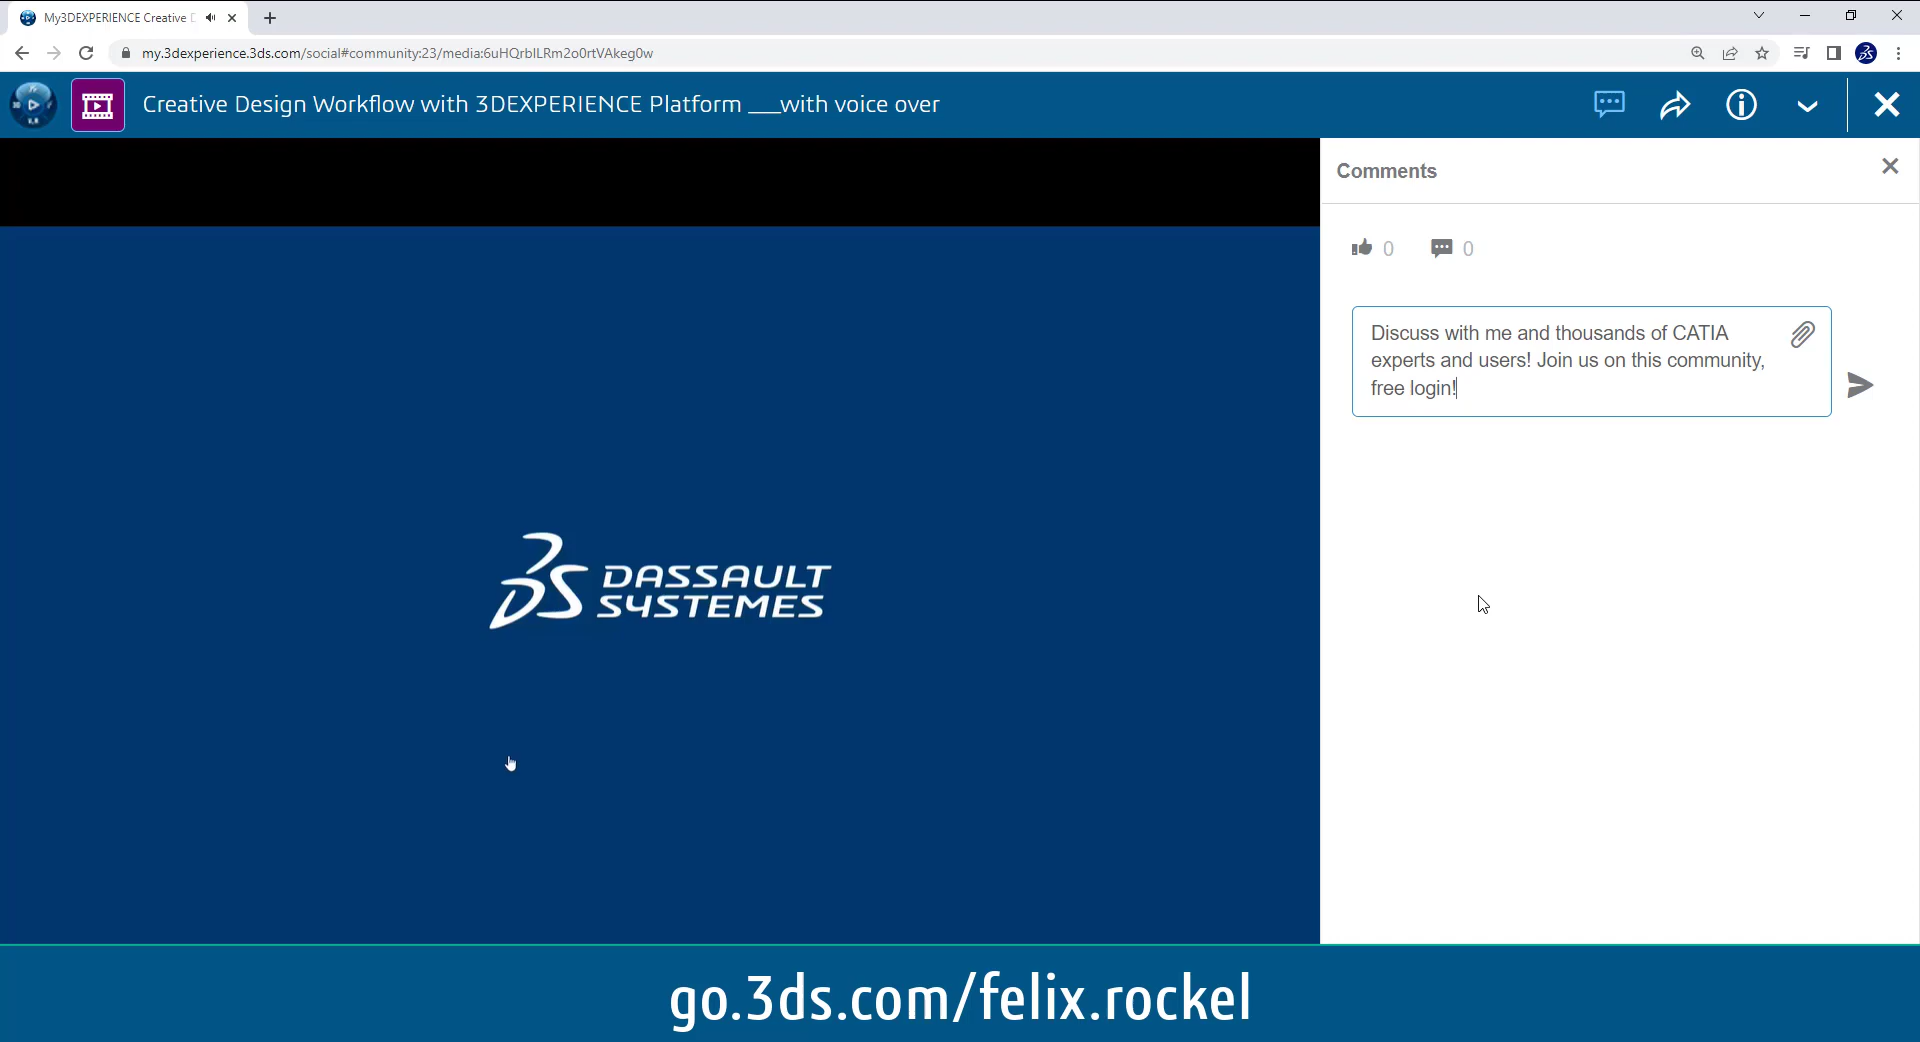 My3DEXPERIENCE Creative D
my.3dexperience.3ds.com/social#community:23/media:6uHQrbILRm2o0rtVAkeg0w
Creative Design Workflow with 3DEXPERIENCE Platform ___with voice over
Comments
0 0
Discuss with me and thousands of CATIA
experts and users! Join us on this community,
free login!
DASSAULT
SYSTEMES
go.3ds.com/felix.rockel